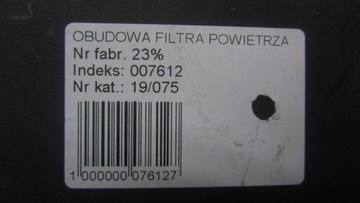 OBUDOWA FILTRA POWIETRZA
Nr fabr. 23%
Indeks: 007612
Nr kat.: 19/075
1 000000 076127